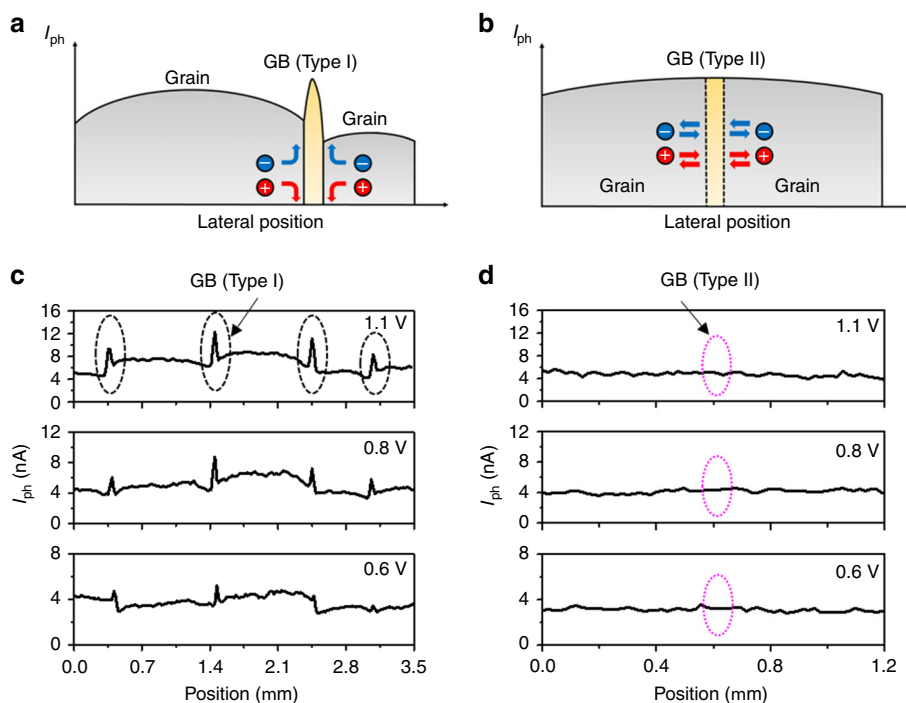 a
I ph
GB (Type I)
Grain
Grain
− −
+ +
Lateral position
b
I ph
GB (Type II)
− −
+ +
Grain Grain
Lateral position
c
GB (Type I)
16
12
8
4
0
1.1 V
12
8
4
0
0.8 V
I ph (nA)
8
4
0
0.6 V
0.0 0.7 1.4 2.1 2.8 3.5
Position (mm)
d
GB (Type II)
16
12
8
4
0
1.1 V
12
8
4
0
0.8 V
I ph (nA)
8
4
0
0.6 V
0.0 0.4 0.8 1.2
Position (mm)